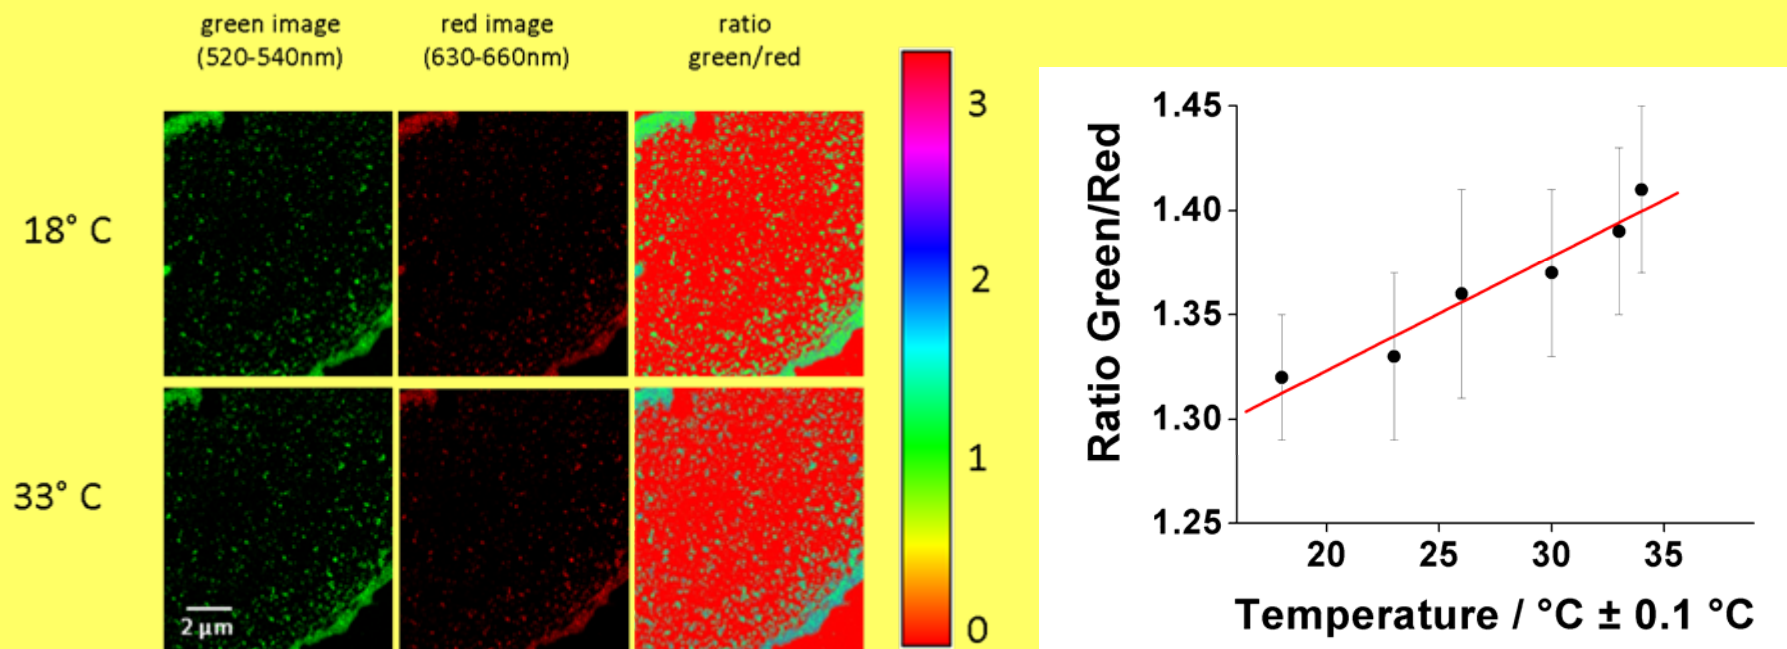 green image
(520-540nm)
red image
(630-660nm)
ratio
green/red
18° C
33° C
2 µm
3
2
1
0
Ratio Green/Red
1.45
1.40
1.35
1.30
1.25
20 25 30 35
Temperature / °C ± 0.1 °C